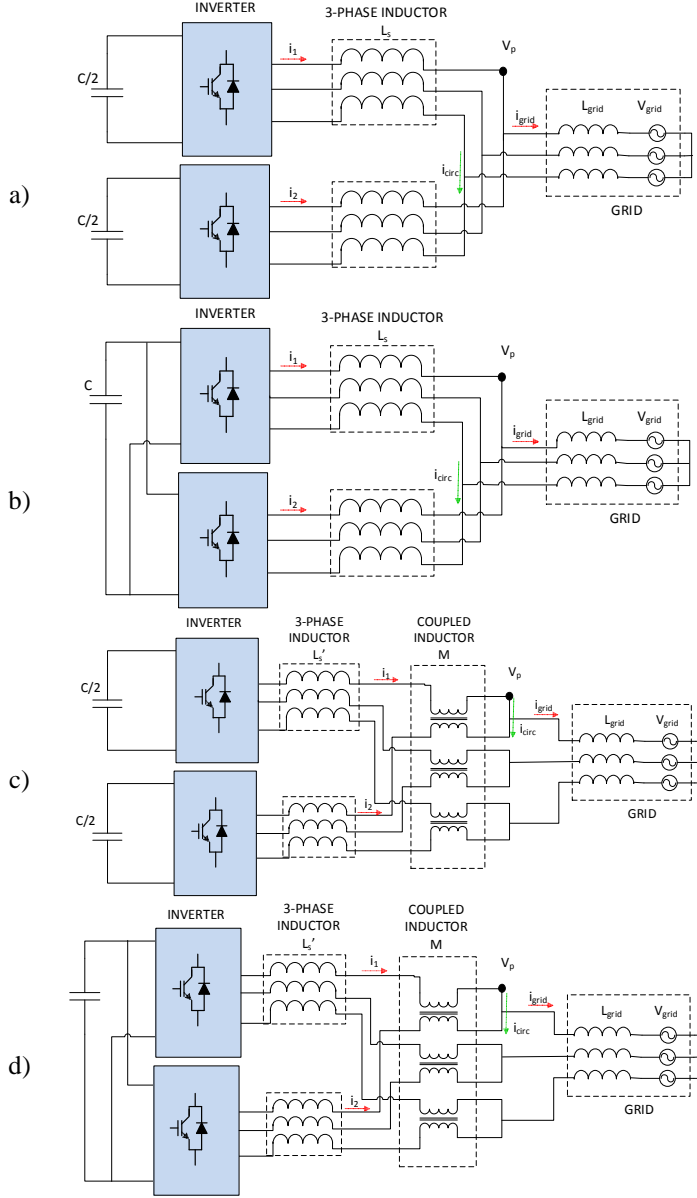 INVERTER
3-PHASE INDUCTOR
Ls
i1
Vp
C/2
igrid
Lgrid
Vgrid
icirc
i2
GRID
a)
C/2
INVERTER
3-PHASE INDUCTOR
Ls
i1
Vp
C
igrid
Lgrid
Vgrid
icirc
i2
GRID
b)
INVERTER
3-PHASE
INDUCTOR
Ls'
COUPLED
INDUCTOR
M
i1
Vp
C/2
igrid
icirc
Lgrid
Vgrid
c)
i2
GRID
C/2
INVERTER
3-PHASE
INDUCTOR
Ls'
COUPLED
INDUCTOR
M
i1
Vp
igrid
icirc
Lgrid
Vgrid
d)
i2
GRID